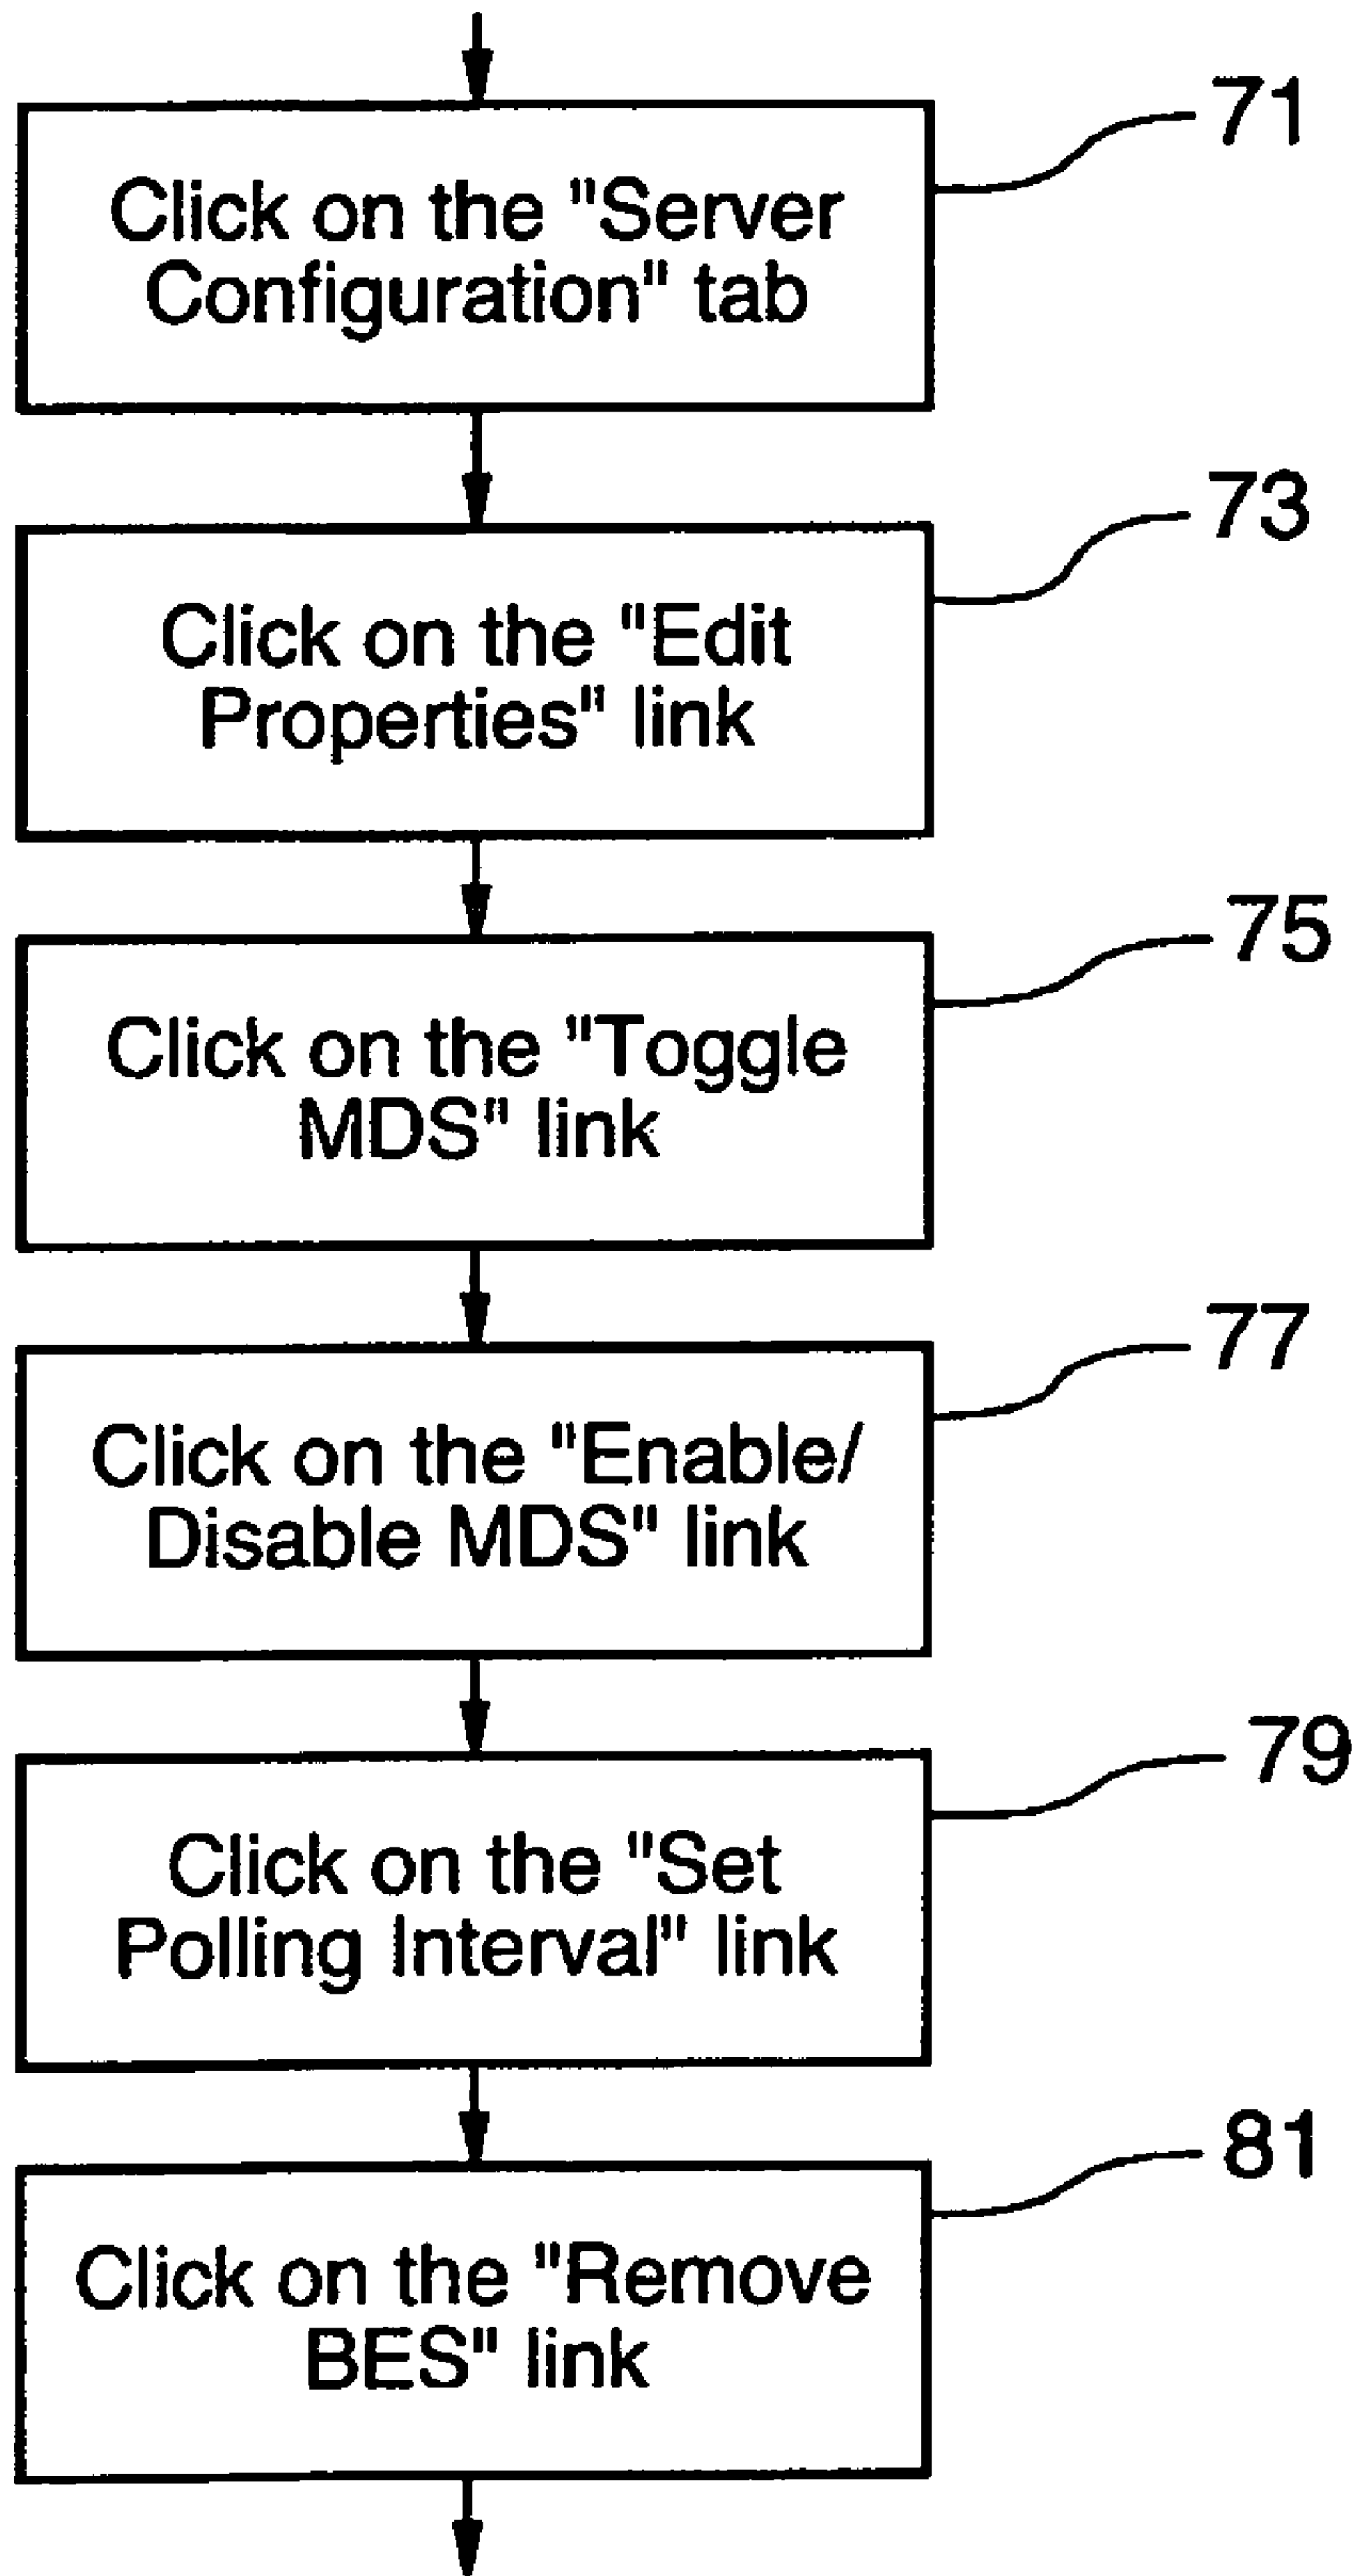 71
Click on the "Server
Configuration" tab
73
Click on the "Edit
Properties" link
75
Click on the "Toggle
MDS" link
77
Click on the "Enable/
Disable MDS" link
79
Click on the "Set
Polling Interval" link
81
Click on the "Remove
BES" link